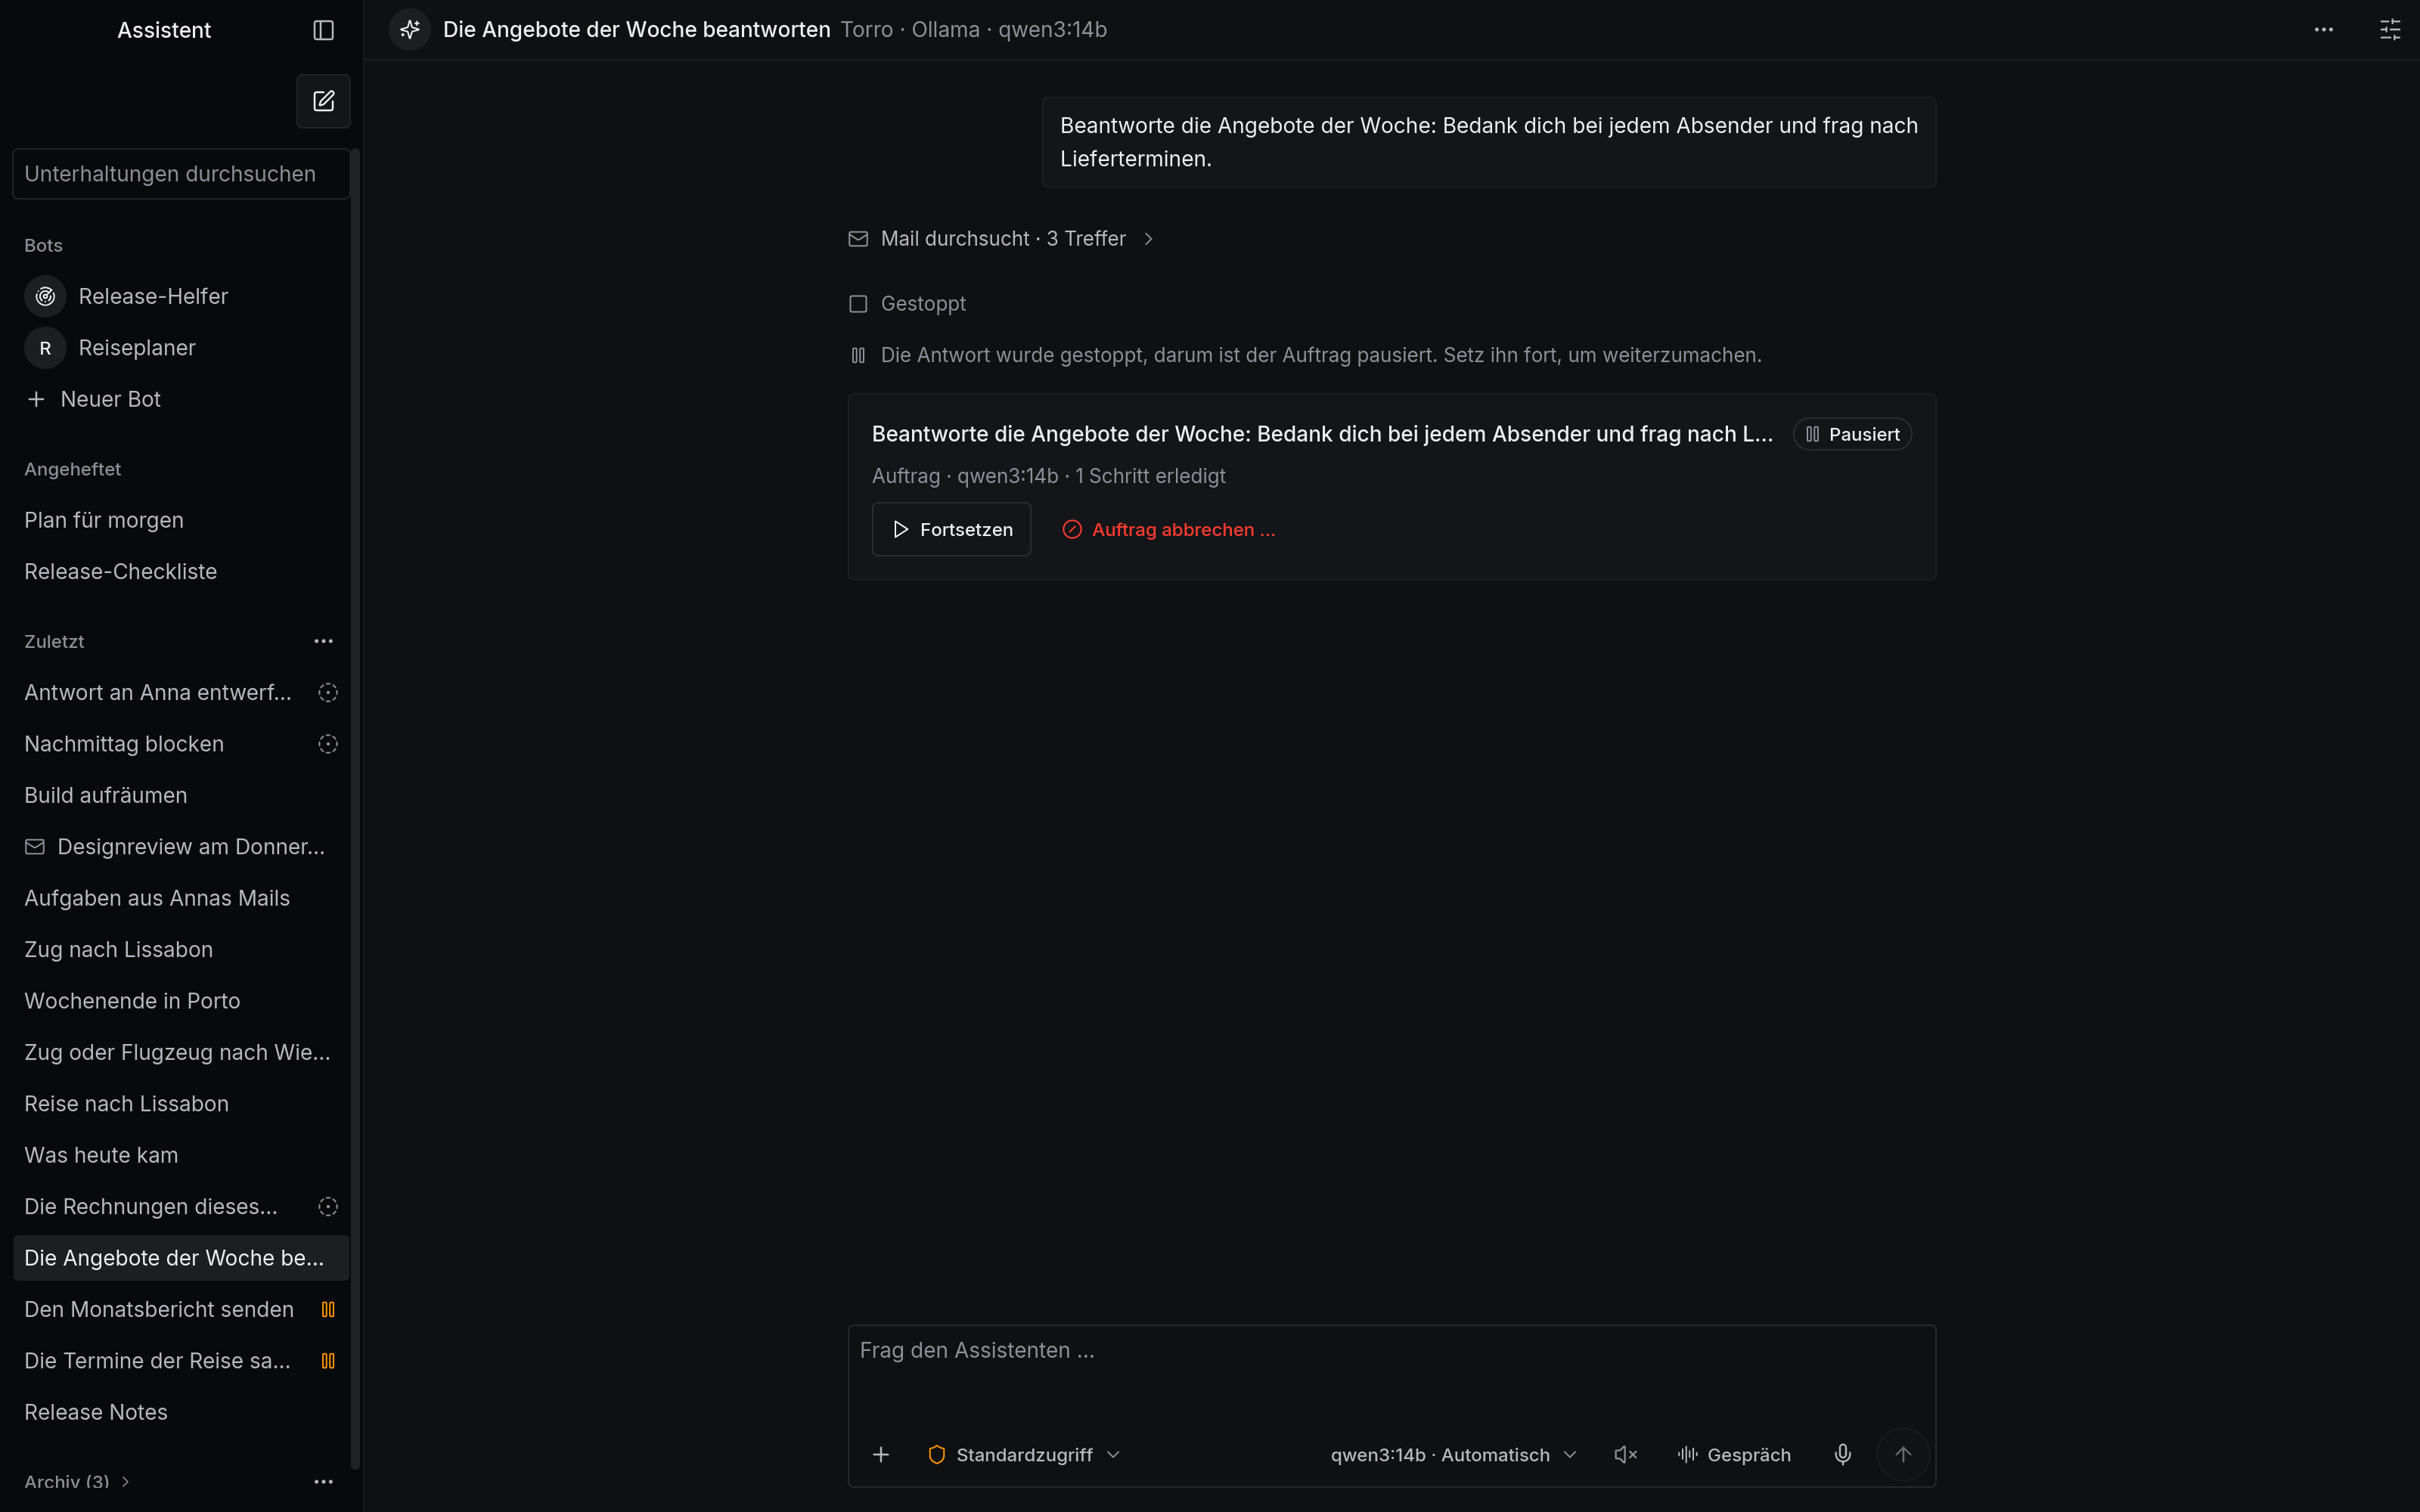 Assistent
Unterhaltungen durchsuchen
Bots
Release-Helfer
R Reiseplaner
Neuer Bot
Angeheftet
Plan für morgen
Release-Checkliste
Zuletzt
Antwort an Anna entwerf...
Nachmittag blocken
Build aufräumen
Designreview am Donner...
Aufgaben aus Annas Mails
Zug nach Lissabon
Wochenende in Porto
Zug oder Flugzeug nach Wie...
Reise nach Lissabon
Was heute kam
Die Rechnungen dieses...
Die Angebote der Woche be...
Den Monatsbericht senden
Die Termine der Reise sa...
Release Notes
Archiv (3)
Die Angebote der Woche beantworten Torro · Ollama · qwen3:14b
Beantworte die Angebote der Woche: Bedank dich bei jedem Absender und frag nach
Lieferterminen.
Mail durchsucht · 3 Treffer
Gestoppt
Die Antwort wurde gestoppt, darum ist der Auftrag pausiert. Setz ihn fort, um weiterzumachen.
Beantworte die Angebote der Woche: Bedank dich bei jedem Absender und frag nach L... Pausiert
Auftrag · qwen3:14b · 1 Schritt erledigt
Fortsetzen Auftrag abbrechen ...
Frag den Assistenten ...
Standardzugriff qwen3:14b · Automatisch Gespräch